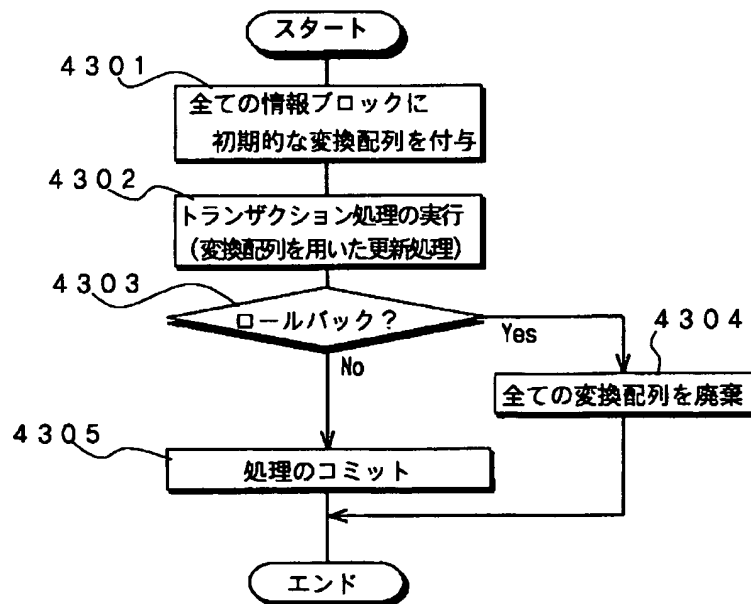 スタート
4301
全ての情報ブロックに
初期的な変換配列を付与
4302
トランザクション処理の実行
(変換配列を用いた更新処理)
4303
ロールバック?
Yes
No
4304
全ての変換配列を廃棄
4305
処理のコミット
エンド